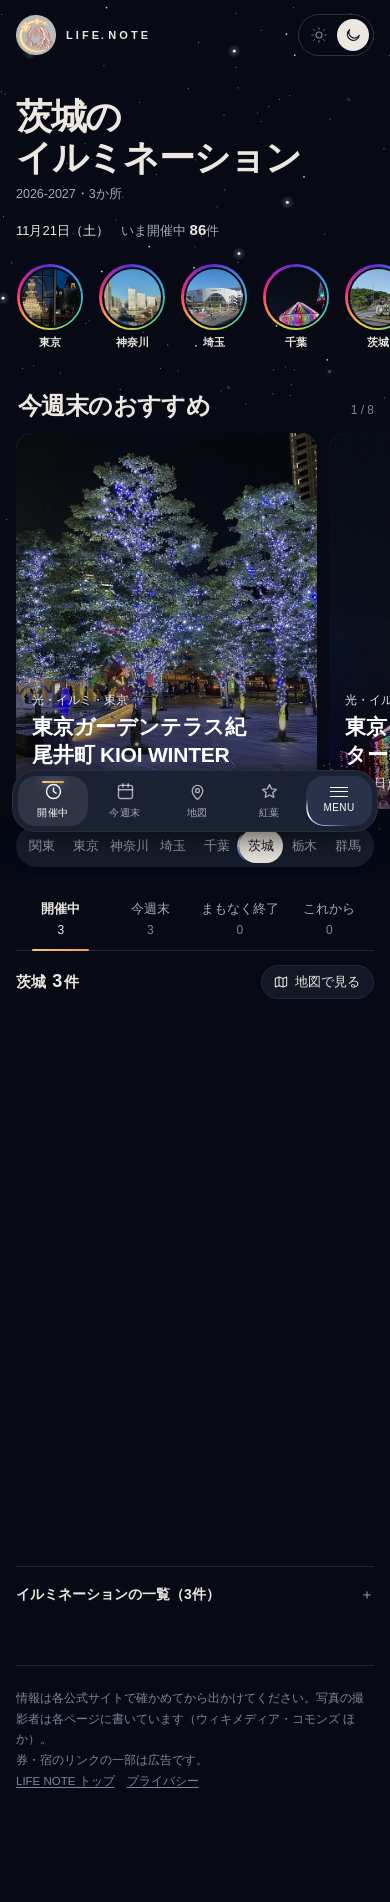 LIFE.NOTE
茨城の
イルミネーション
2026-2027・3か所
11月21日（土） いま開催中 86件
東京 神奈川 埼玉 千葉 茨城
今週末のおすすめ
1 / 8
光・イルミ・東京
東京ガーデンテラス紀
尾井町 KIOI WINTER
光・イル
東京
ター
開催中 今週末 地図 紅葉 MENU
関東 東京 神奈川 埼玉 千葉 茨城 栃木 群馬
開催中 今週末 まもなく終了 これから
3 3 0 0
茨城 3件
地図で見る
イルミネーションの一覧（3件）
+
情報は各公式サイトで確かめてから出かけてください。写真の撮
影者は各ページに書いています（ウィキメディア・コモンズ ほ
か）。
券・宿のリンクの一部は広告です。
LIFE NOTE トップ プライバシー